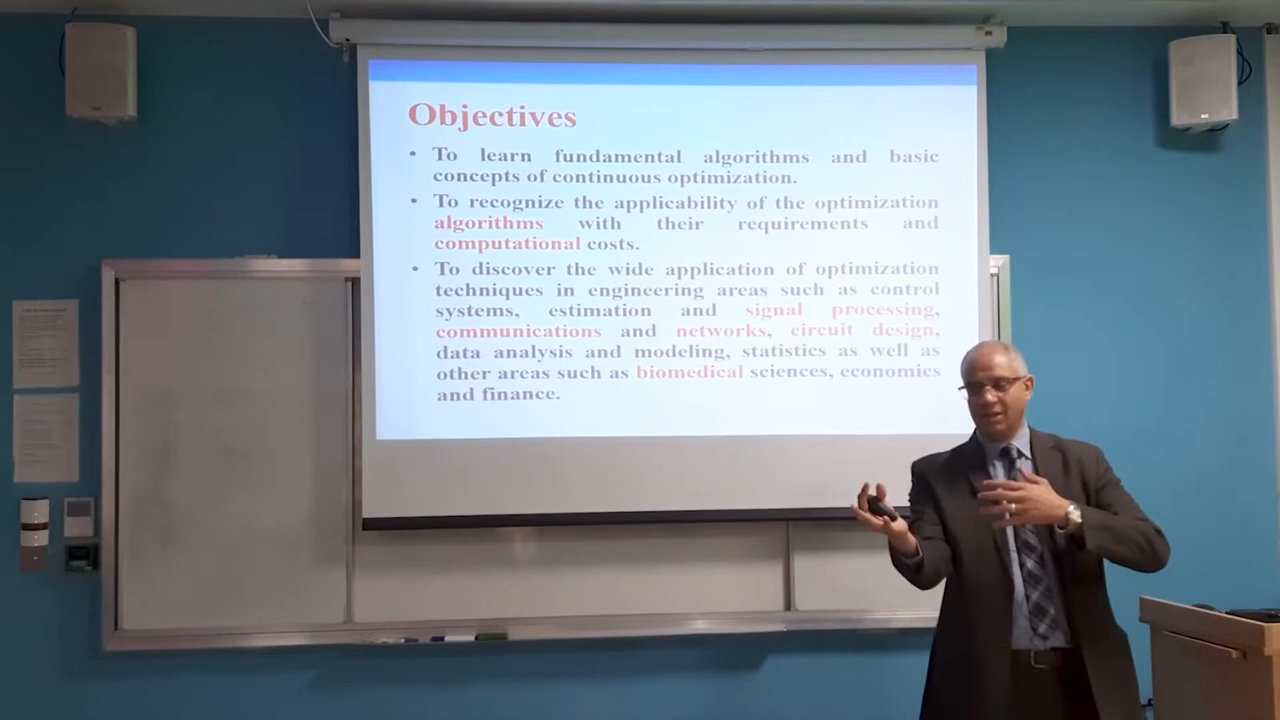 Objectives
• To learn fundamental algorithms and basic
concepts of continuous optimization.
• To recognize the applicability of the optimization
algorithms with their requirements and
computational costs.
• To discover the wide application of optimization
techniques in engineering areas such as control
systems, estimation and signal processing,
communications and networks, circuit design,
data analysis and modeling, statistics as well as
other areas such as biomedical sciences, economics
and finance.